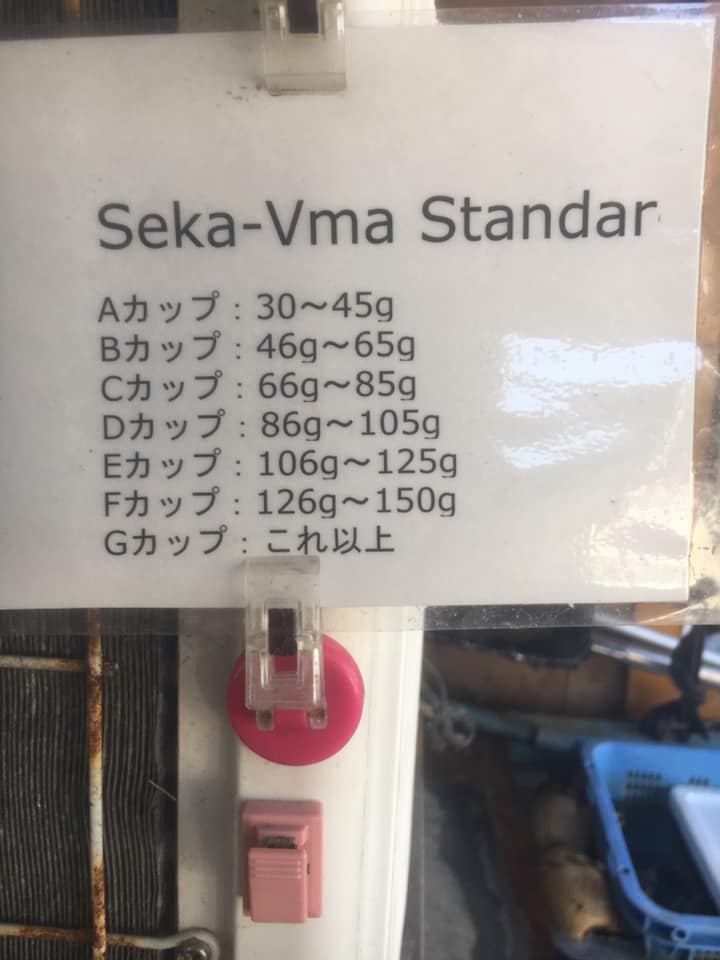 Seka-Vma Standar
Aカップ：30～45g
Bカップ：46g～65g
Cカップ：66g～85g
Dカップ：86g～105g
Eカップ：106g～125g
Fカップ：126g～150g
Gカップ：これ以上